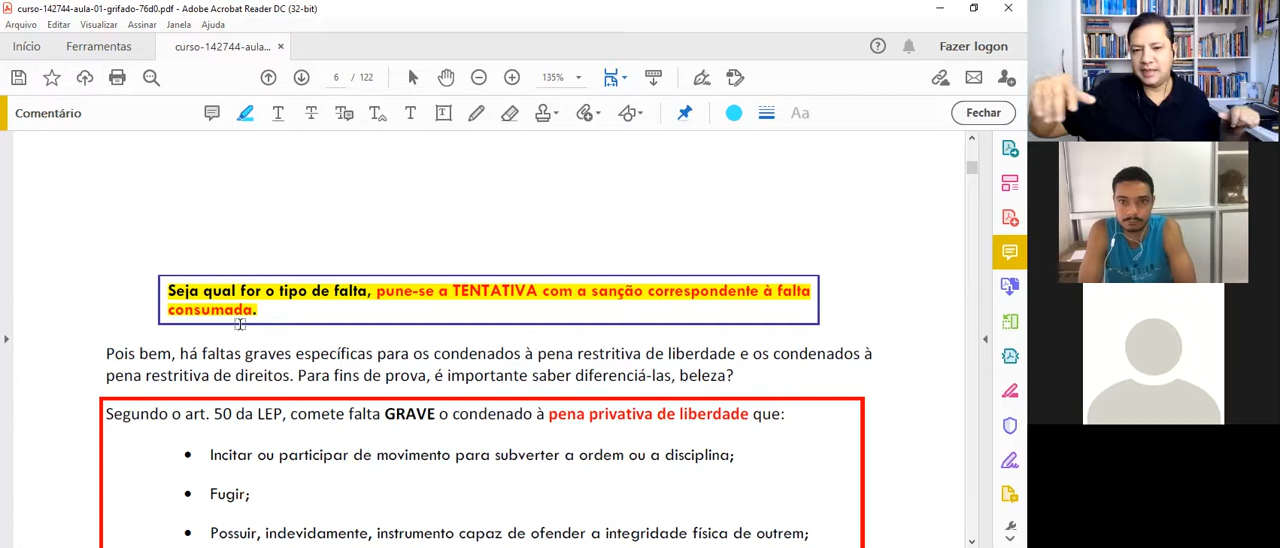 curso-142744-aula-01-grifado-76d0.pdf - Adobe Acrobat Reader DC (32-bit)
Arquivo Editar Visualizar Assinar Janela Ajuda
Início Ferramentas curso-142744-aula... × Fazer logon
6 / 122 135%
Comentário Aa Fechar
Seja qual for o tipo de falta, pune-se a TENTATIVA com a sanção correspondente à falta
consumada.
Pois bem, há faltas graves específicas para os condenados à pena restritiva de liberdade e os condenados à
pena restritiva de direitos. Para fins de prova, é importante saber diferenciá-las, beleza?
Segundo o art. 50 da LEP, comete falta GRAVE o condenado à pena privativa de liberdade que:
• Incitar ou participar de movimento para subverter a ordem ou a disciplina;
• Fugir;
• Possuir, indevidamente, instrumento capaz de ofender a integridade física de outrem;